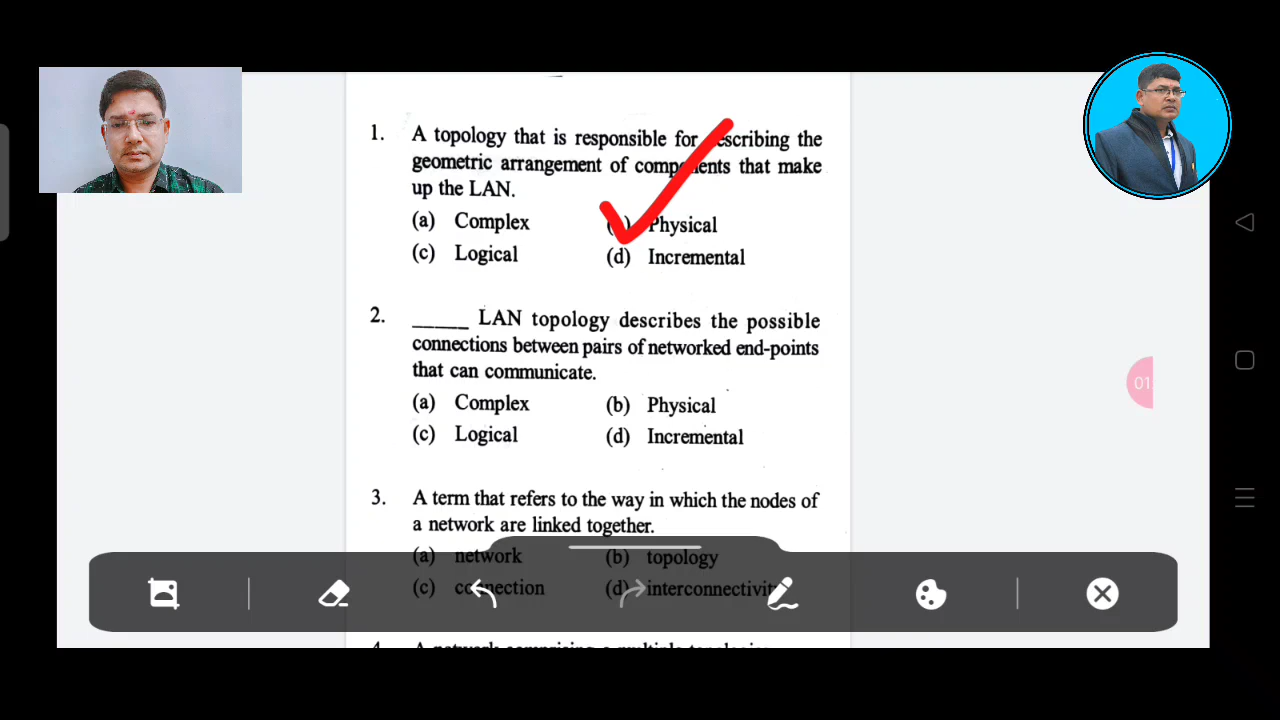 1. A topology that is responsible for describing the
geometric arrangement of components that make
up the LAN.
(a) Complex Physical
(c) Logical (d) Incremental
2. _____ LAN topology describes the possible
connections between pairs of networked end-points
that can communicate.
(a) Complex (b) Physical
(c) Logical (d) Incremental
3. A term that refers to the way in which the nodes of
a network are linked together.
(a) network (b) topology
(c) connection (d) interconnectivity
01